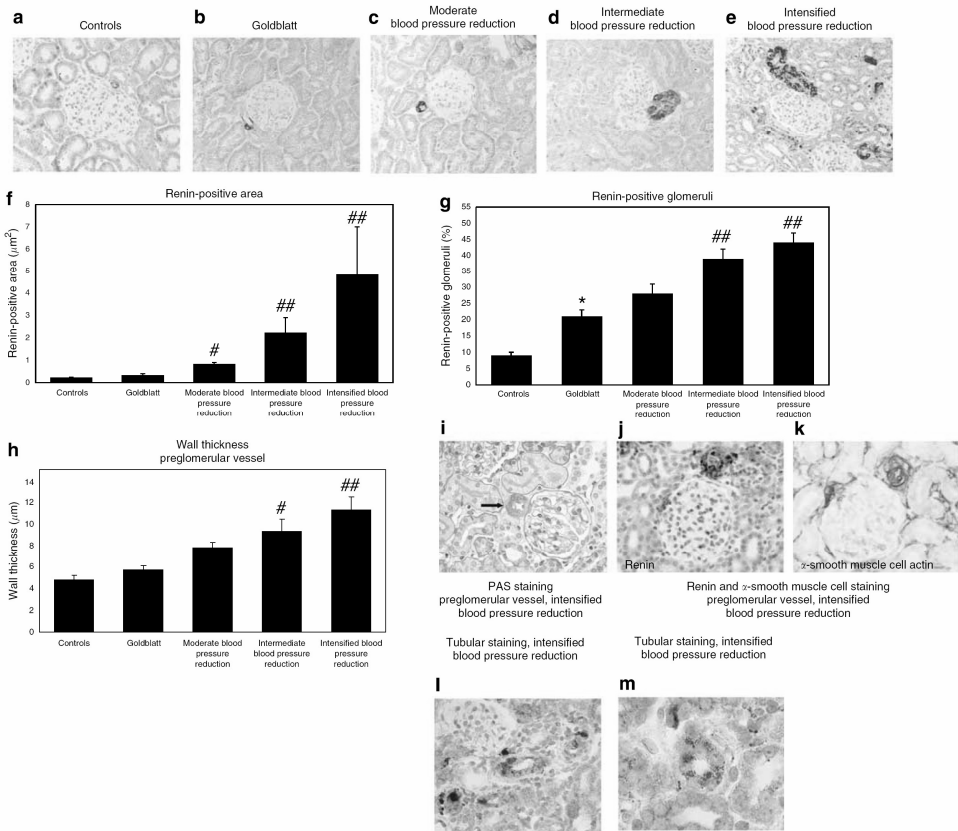 a
Controls
b
Goldblatt
c
Moderate
blood pressure reduction
d
Intermediate
blood pressure reduction
e
Intensified
blood pressure reduction
f
Renin-positive area
Renin-positive area (μm²)
8
7
6
5
4
3
2
1
0
#
##
##
Controls
Goldblatt
Moderate blood
pressure
reduction
Intermediate blood
pressure
reduction
Intensified blood
pressure
reduction
g
Renin-positive glomeruli
Renin-positive glomeruli (%)
55
50
45
40
35
30
25
20
15
10
5
0
*
##
##
Controls
Goldblatt
Moderate blood
pressure
reduction
Intermediate blood
pressure
reduction
Intensified blood
pressure
reduction
h
Wall thickness
preglomerular vessel
Wall thickness (μm)
14
12
10
8
6
4
2
0
#
##
Controls
Goldblatt
Moderate blood
pressure
reduction
Intermediate
blood pressure
reduction
Intensified blood
pressure
reduction
i
j
Renin
k
α-smooth muscle cell actin
PAS staining
preglomerular vessel, intensified
blood pressure reduction
Renin and α-smooth muscle cell staining
preglomerular vessel, intensified
blood pressure reduction
Tubular staining, intensified
blood pressure reduction
Tubular staining, intensified
blood pressure reduction
l
m